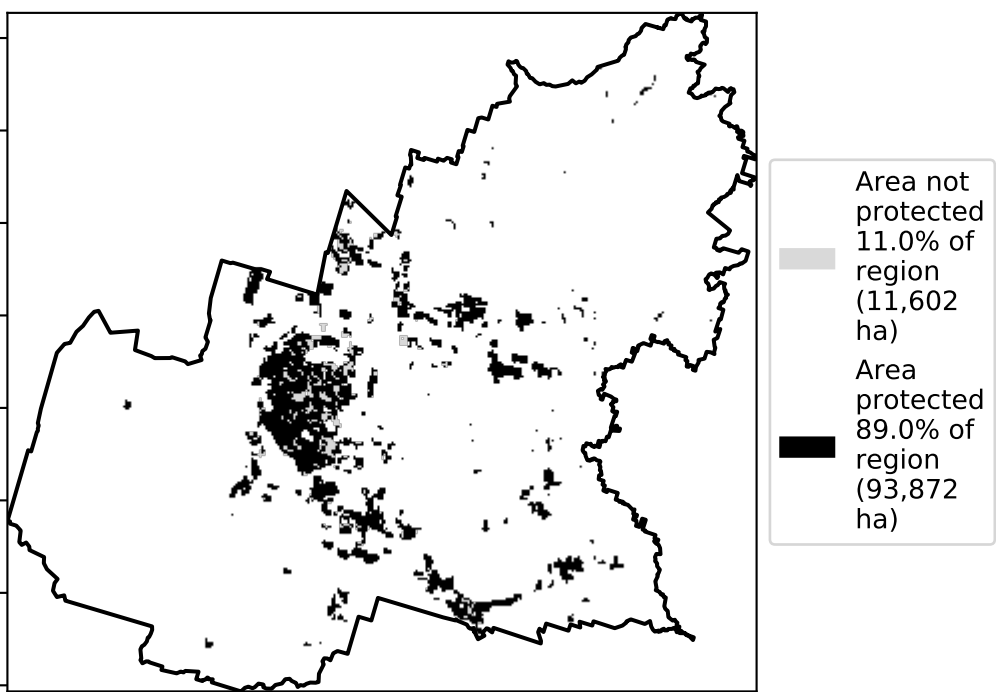 Area not
protected
11.0% of
region
(11,602
ha)
Area
protected
89.0% of
region
(93,872
ha)